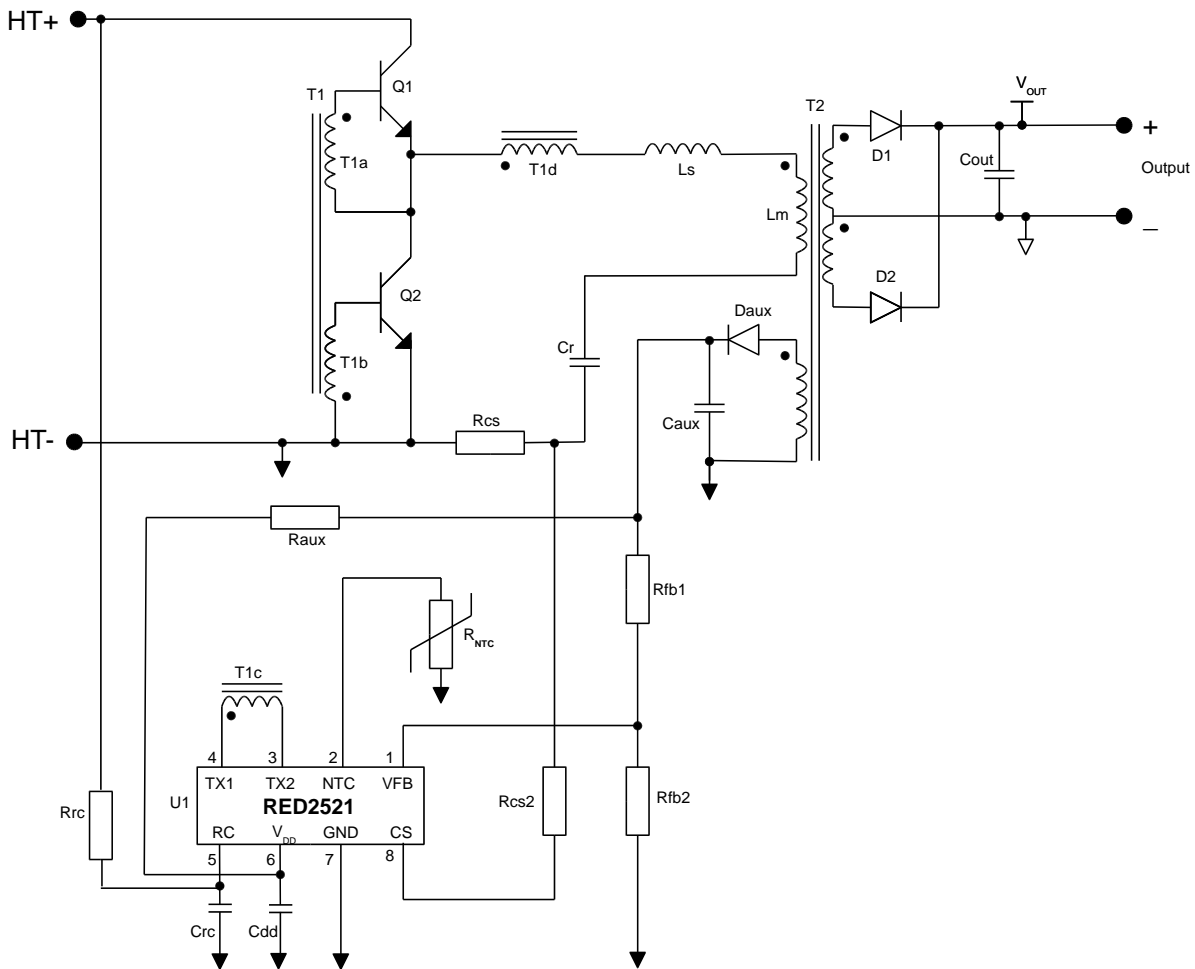 HT+
Q1
T1
T1a
T1d
Ls
Lm
T2
D1
VOUT
Cout
+
Output
_
D2
Q2
T1b
Cr
Daux
Caux
Rcs
HT-
Raux
Rfb1
RNTC
T1c
4
3
2
1
TX1
TX2
NTC
VFB
U1
RED2521
RC
VDD
GND
CS
5
6
7
8
Rrc
Rcs2
Rfb2
Crc
Cdd